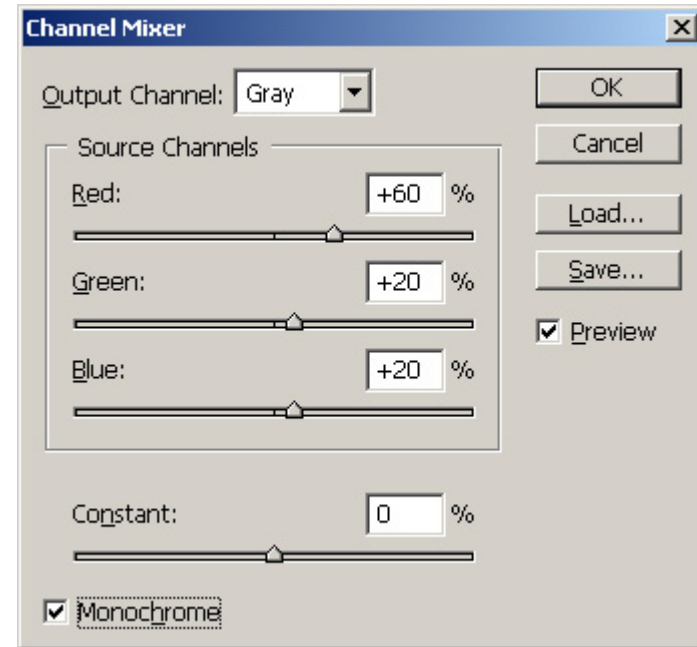 Channel Mixer
Output Channel: Gray
OK
Source Channels
Cancel
Red: +60 %
Load...
Green: +20 %
Save...
Preview
Blue: +20 %
Constant: 0 %
Monochrome